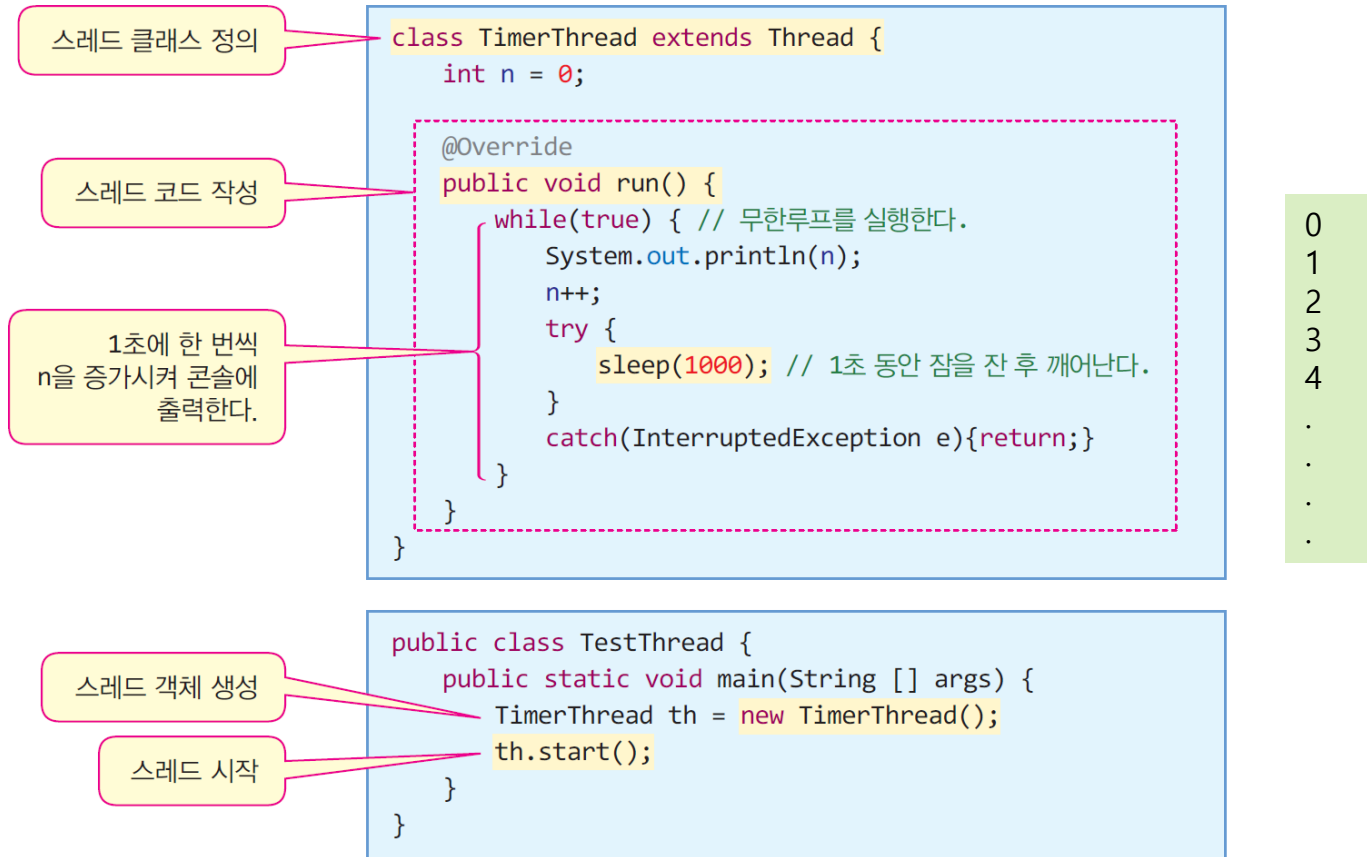 스레드 클래스 정의
class TimerThread extends Thread {
int n = 0;
@Override
스레드 코드 작성
public void run() {
while(true) { // 무한루프를 실행한다.
System.out.println(n);
n++;
try {
1초에 한 번씩
n을 증가시켜 콘솔에
출력한다.
sleep(1000); // 1초 동안 잠을 잔 후 깨어난다.
}
catch(InterruptedException e){return;}
}
}
}
0
1
2
3
4
.
.
.
.
public class TestThread {
public static void main(String [] args) {
스레드 객체 생성
TimerThread th = new TimerThread();
스레드 시작
th.start();
}
}